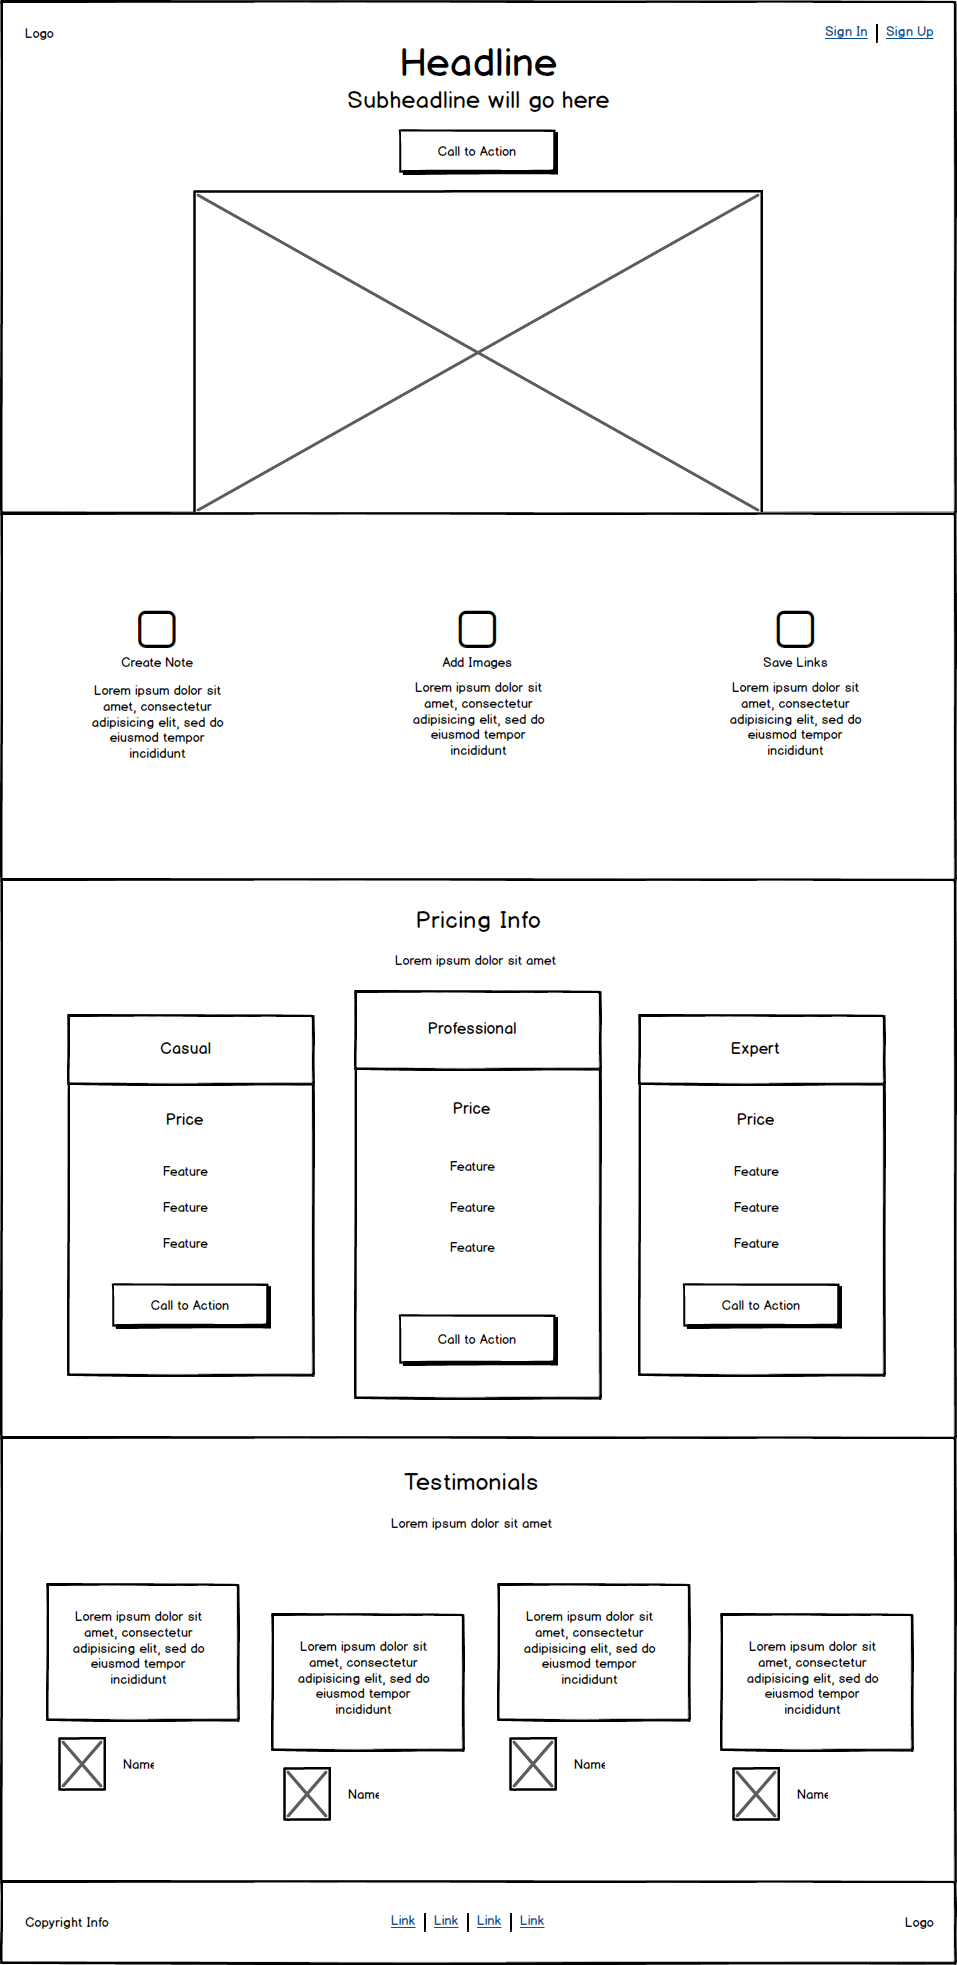 Logo
Sign In | Sign Up
Headline
Subheadline will go here
Call to Action
Create Note
Lorem ipsum dolor sit
amet, consectetur
adipisicing elit, sed do
eiusmod tempor
incididunt
Add Images
Lorem ipsum dolor sit
amet, consectetur
adipisicing elit, sed do
eiusmod tempor
incididunt
Save Links
Lorem ipsum dolor sit
amet, consectetur
adipisicing elit, sed do
eiusmod tempor
incididunt
Pricing Info
Lorem ipsum dolor sit amet
Casual
Price
Feature
Feature
Feature
Call to Action
Professional
Price
Feature
Feature
Feature
Call to Action
Expert
Price
Feature
Feature
Feature
Call to Action
Testimonials
Lorem ipsum dolor sit amet
Lorem ipsum dolor sit
amet, consectetur
adipisicing elit, sed do
eiusmod tempor
incididunt
Name
Lorem ipsum dolor sit
amet, consectetur
adipisicing elit, sed do
eiusmod tempor
incididunt
Name
Lorem ipsum dolor sit
amet, consectetur
adipisicing elit, sed do
eiusmod tempor
incididunt
Name
Lorem ipsum dolor sit
amet, consectetur
adipisicing elit, sed do
eiusmod tempor
incididunt
Name
Copyright Info
Link | Link | Link | Link
Logo